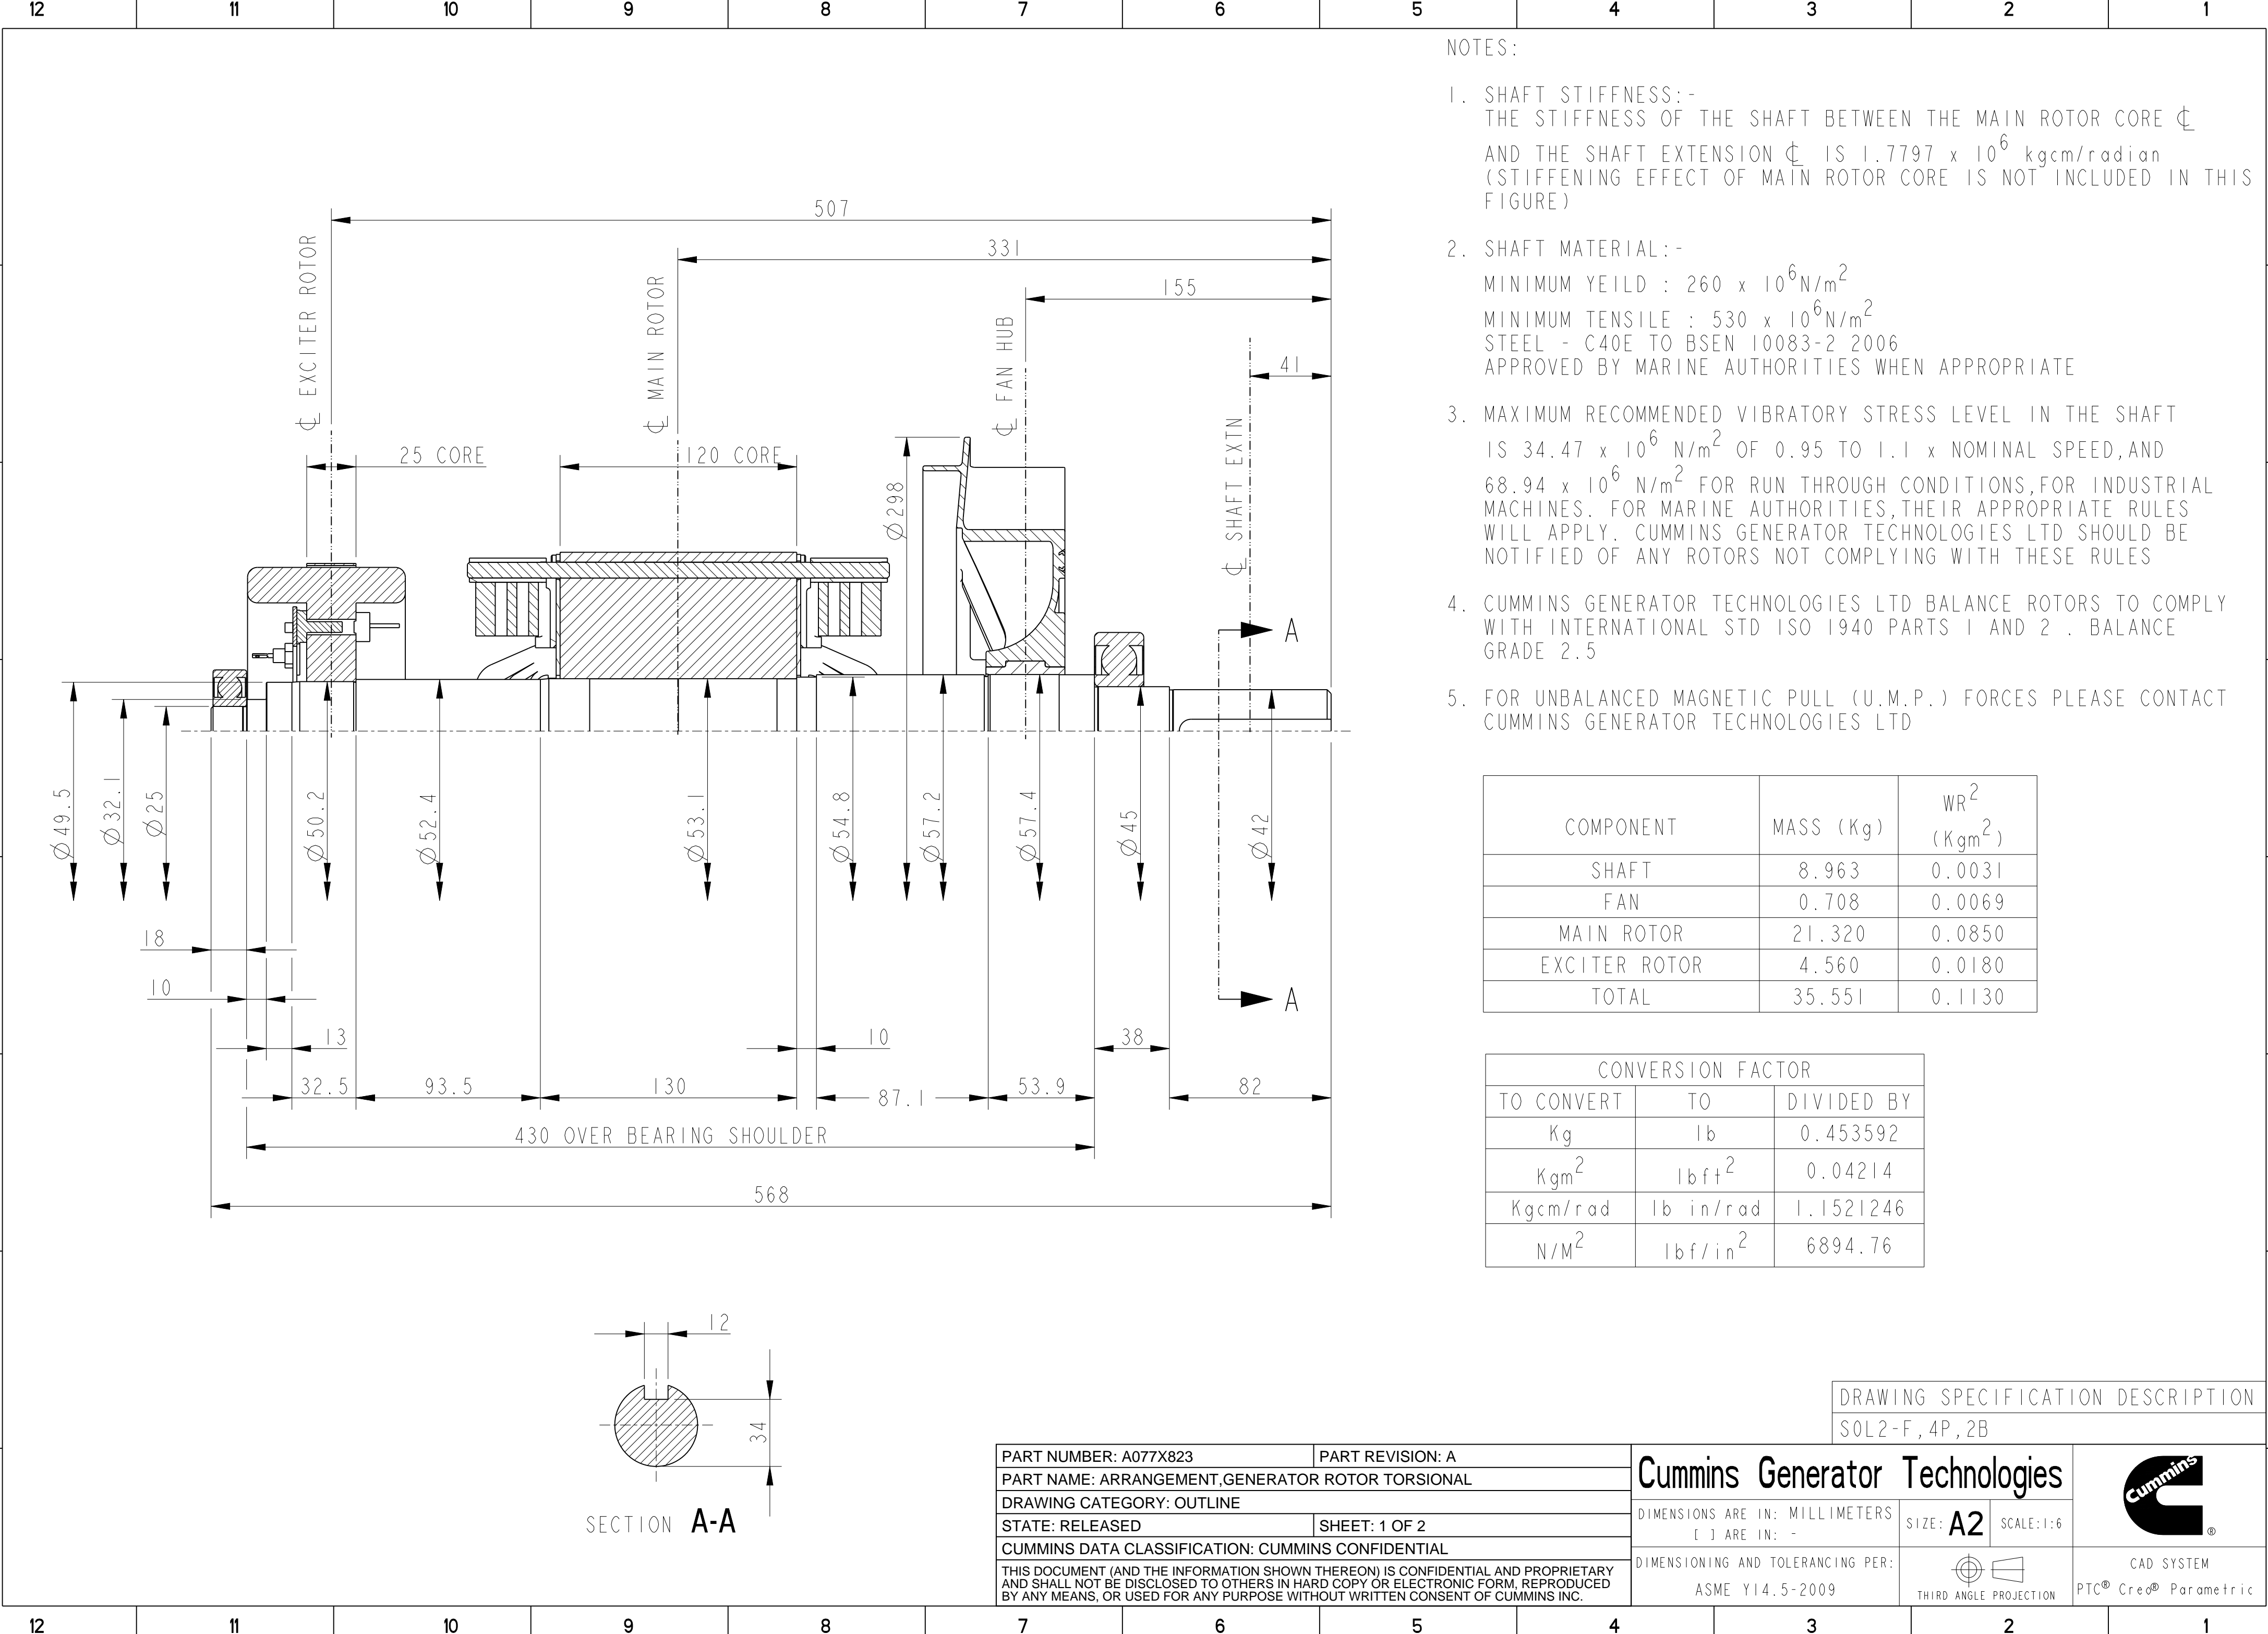 12 11 10 9 8 7 6 5 4 3 2 1
NOTES:
1. SHAFT STIFFNESS:-
THE STIFFNESS OF THE SHAFT BETWEEN THE MAIN ROTOR CORE ℄
AND THE SHAFT EXTENSION ℄ IS 1.7797 x 10⁶ kgcm/radian
(STIFFENING EFFECT OF MAIN ROTOR CORE IS NOT INCLUDED IN THIS
FIGURE)
2. SHAFT MATERIAL:-
MINIMUM YEILD : 260 x 10⁶N/m²
MINIMUM TENSILE : 530 x 10⁶N/m²
STEEL - C40E TO BSEN 10083-2 2006
APPROVED BY MARINE AUTHORITIES WHEN APPROPRIATE
3. MAXIMUM RECOMMENDED VIBRATORY STRESS LEVEL IN THE SHAFT
IS 34.47 x 10⁶ N/m² OF 0.95 TO 1.1 x NOMINAL SPEED,AND
68.94 x 10⁶ N/m² FOR RUN THROUGH CONDITIONS,FOR INDUSTRIAL
MACHINES. FOR MARINE AUTHORITIES,THEIR APPROPRIATE RULES
WILL APPLY. CUMMINS GENERATOR TECHNOLOGIES LTD SHOULD BE
NOTIFIED OF ANY ROTORS NOT COMPLYING WITH THESE RULES
4. CUMMINS GENERATOR TECHNOLOGIES LTD BALANCE ROTORS TO COMPLY
WITH INTERNATIONAL STD ISO 1940 PARTS 1 AND 2 . BALANCE
GRADE 2.5
5. FOR UNBALANCED MAGNETIC PULL (U.M.P.) FORCES PLEASE CONTACT
CUMMINS GENERATOR TECHNOLOGIES LTD
507
331
155
41
℄ EXCITER ROTOR
℄ MAIN ROTOR
℄ FAN HUB
℄ SHAFT EXTN
25 CORE
120 CORE
Ø298
A
A
Ø49.5
Ø32.1
Ø25
Ø50.2
Ø52.4
Ø53.1
Ø54.8
Ø57.2
Ø57.4
Ø45
Ø42
18
10
13
10
38
32.5
93.5
130
87.1
53.9
82
430 OVER BEARING SHOULDER
568
COMPONENT MASS (Kg) WR² (Kgm²)
SHAFT 8.963 0.0031
FAN 0.708 0.0069
MAIN ROTOR 21.320 0.0850
EXCITER ROTOR 4.560 0.0180
TOTAL 35.551 0.1130
CONVERSION FACTOR
TO CONVERT TO DIVIDED BY
Kg lb 0.453592
Kgm² lbft² 0.04214
Kgcm/rad lb in/rad 1.1521246
N/M² lbf/in² 6894.76
12
34
SECTION A-A
DRAWING SPECIFICATION DESCRIPTION
S0L2-F,4P,2B
PART NUMBER: A077X823 PART REVISION: A
PART NAME: ARRANGEMENT,GENERATOR ROTOR TORSIONAL
DRAWING CATEGORY: OUTLINE
STATE: RELEASED SHEET: 1 OF 2
CUMMINS DATA CLASSIFICATION: CUMMINS CONFIDENTIAL
THIS DOCUMENT (AND THE INFORMATION SHOWN THEREON) IS CONFIDENTIAL AND PROPRIETARY
AND SHALL NOT BE DISCLOSED TO OTHERS IN HARD COPY OR ELECTRONIC FORM, REPRODUCED
BY ANY MEANS, OR USED FOR ANY PURPOSE WITHOUT WRITTEN CONSENT OF CUMMINS INC.
Cummins Generator Technologies
DIMENSIONS ARE IN: MILLIMETERS
[ ] ARE IN: -
SIZE: A2
SCALE:1:6
DIMENSIONING AND TOLERANCING PER:
ASME Y14.5-2009
THIRD ANGLE PROJECTION
Cummins ®
CAD SYSTEM
PTC® Creo® Parametric
12 11 10 9 8 7 6 5 4 3 2 1